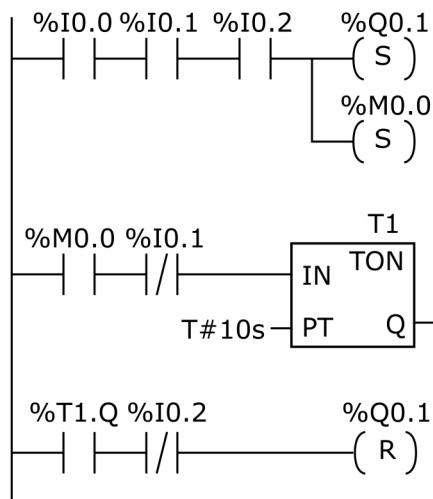 %I0.0 %I0.1 %I0.2 %Q0.1
S
%M0.0
S
T1
%M0.0 %I0.1
TON
IN
T#10s PT Q
%T1.Q %I0.2 %Q0.1
R